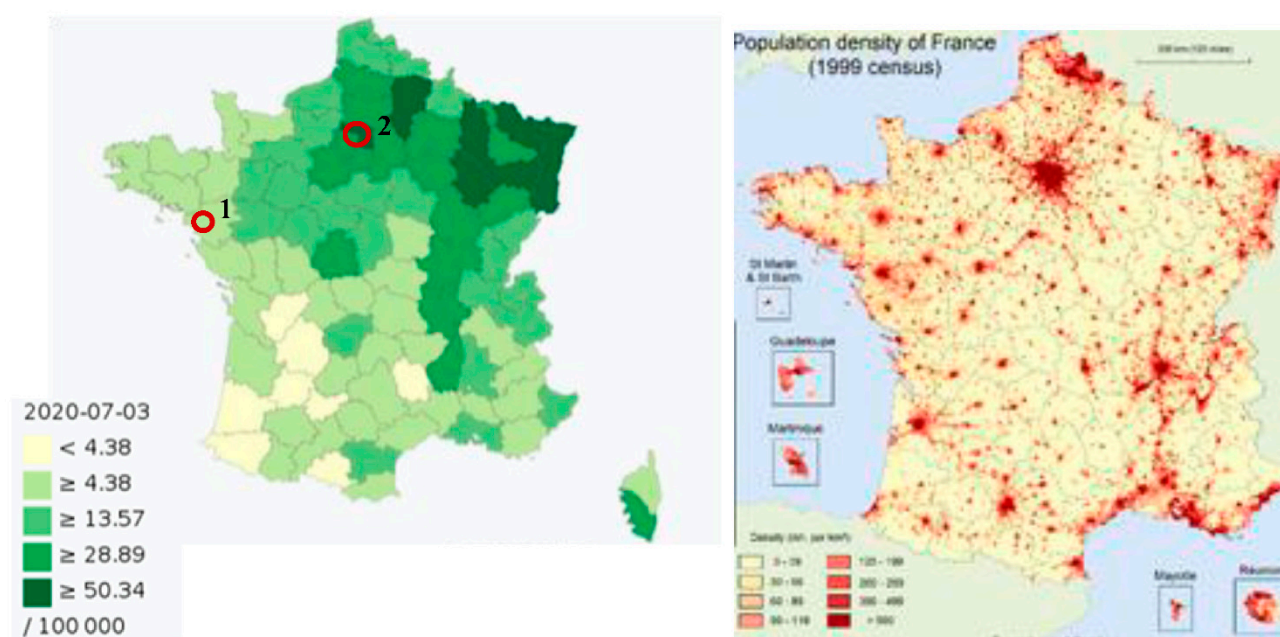 1
2
2020-07-03
< 4.38
≥ 4.38
≥ 13.57
≥ 28.89
≥ 50.34
/ 100 000
Population density of France
(1999 census)
St Martin
& St Barth
Guadeloupe
Martinique
Mayotte
Réunion